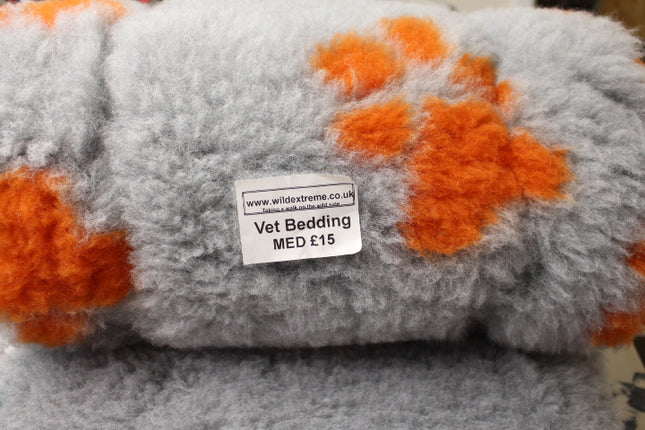 www.wildextreme.co.uk
Taking a walk on the wild side
Vet Bedding
MED £15